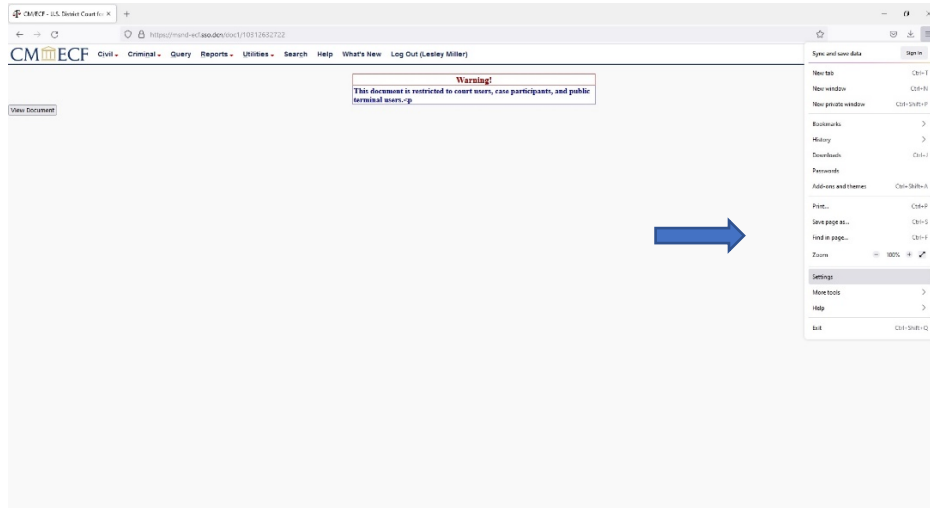 CM/ECF - U.S. District Court for
https://mand-ecf.sso.dcn/doc1/10312632722
CM ECF Civil Criminal Query Reports Utilities Search Help What's New Log Out (Lesley Miller)
Warning!
This document is restricted to court users, case participants, and public
terminal users.<p
View Document
Sync and save data Sign In
New tab Ctrl+T
New window Ctrl+N
New private window Ctrl+Shift+P
Bookmarks
History
Downloads Ctrl+J
Passwords
Add-ons and themes Ctrl+Shift+A
Print... Ctrl+P
Save page as... Ctrl+S
Find in page... Ctrl+F
Zoom 100%
Settings
More tools
Help
Exit Ctrl+Shift+Q